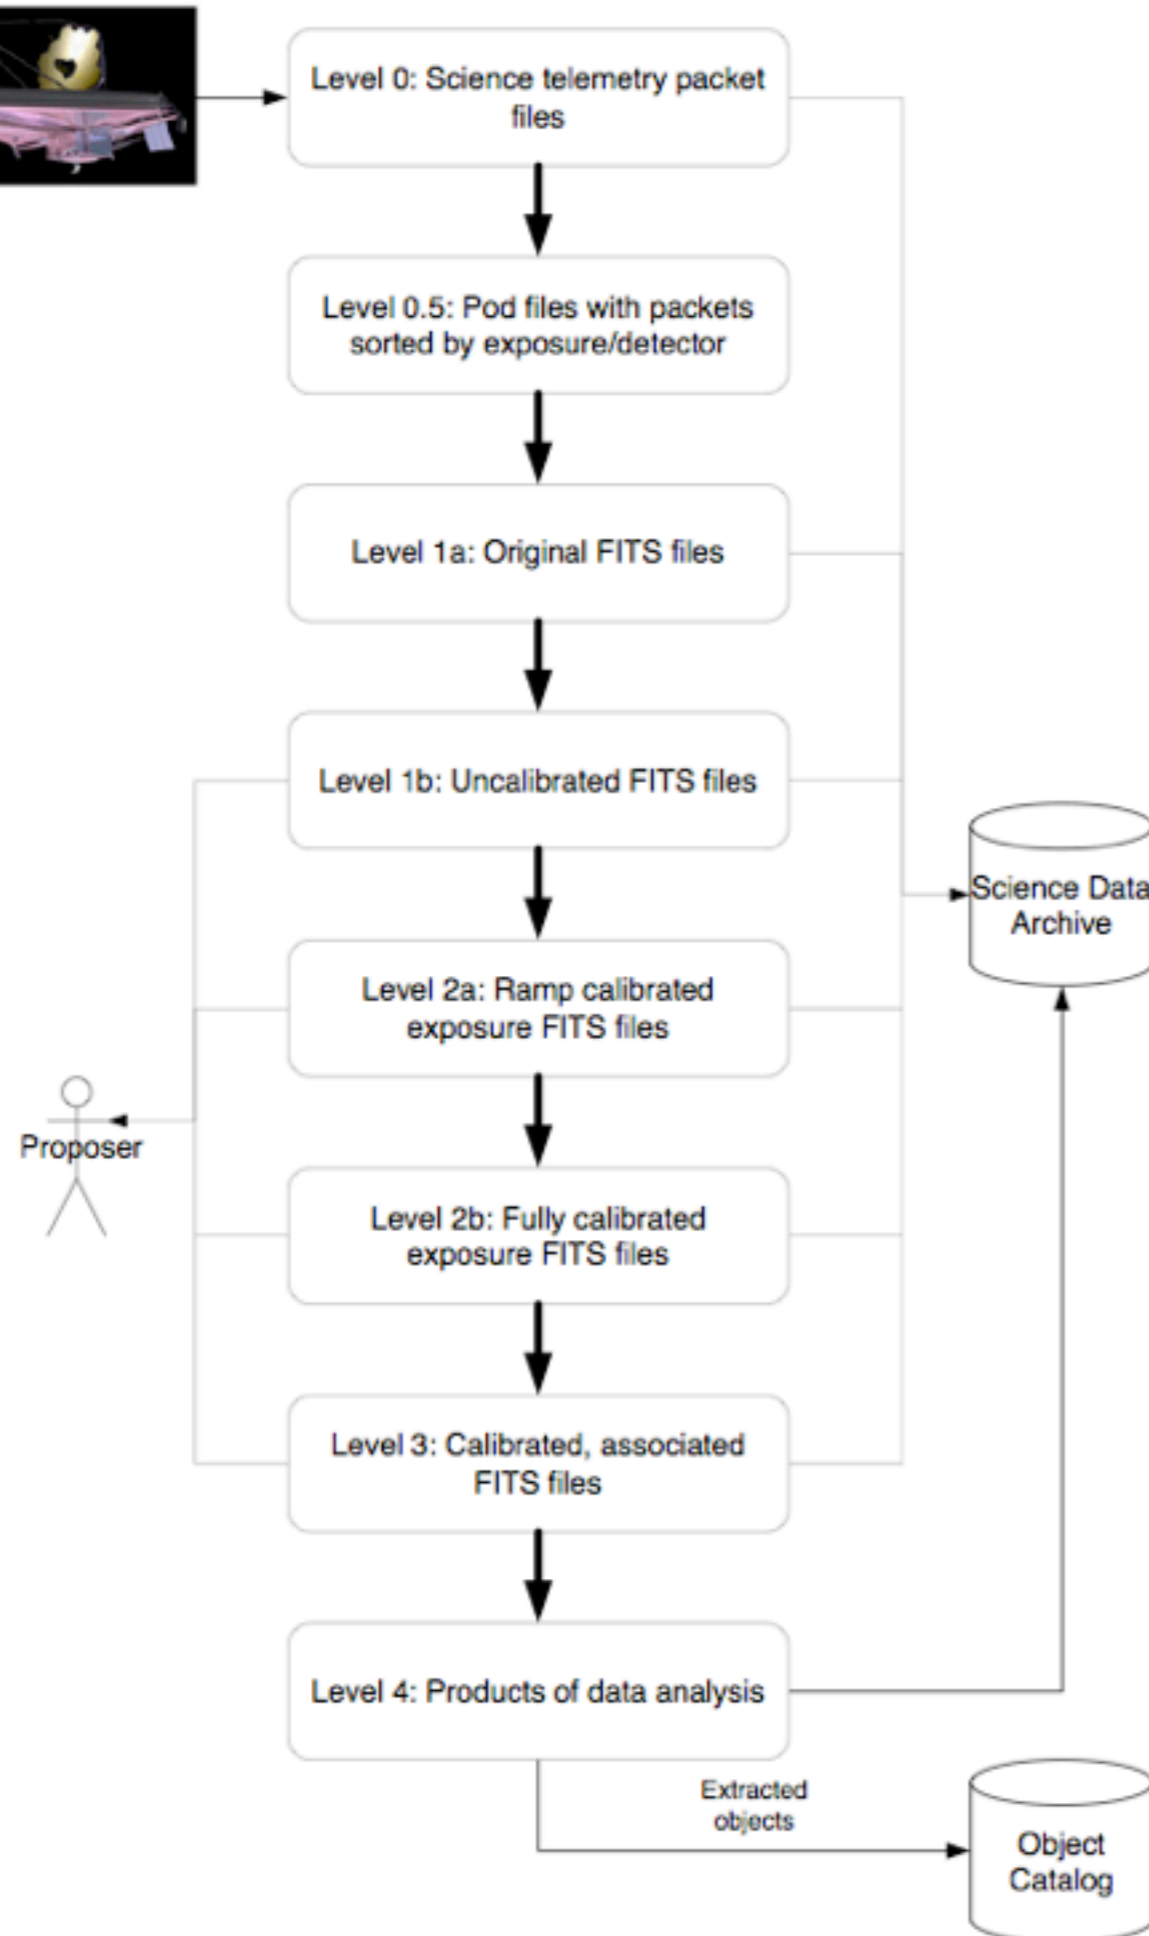 Level 0: Science telemetry packet
files
Level 0.5: Pod files with packets
sorted by exposure/detector
Level 1a: Original FITS files
Level 1b: Uncalibrated FITS files
Science Data
Archive
Level 2a: Ramp calibrated
exposure FITS files
Proposer
Level 2b: Fully calibrated
exposure FITS files
Level 3: Calibrated, associated
FITS files
Level 4: Products of data analysis
Extracted
objects
Object
Catalog